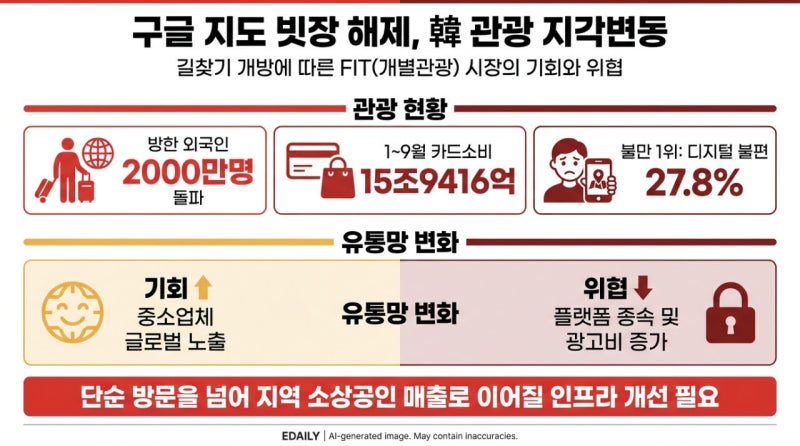 구글 지도 빗장 해제, 韓 관광 지각변동
길찾기 개방에 따른 FIT(개별관광) 시장의 기회와 위협
관광 현황
방한 외국인
2000만명
돌파
1~9월 카드소비
15조9416억
불만 1위: 디지털 불편
27.8%
유통망 변화
기회
중소업체
글로벌 노출
유통망 변화
위협
플랫폼 종속 및
광고비 증가
단순 방문을 넘어 지역 소상공인 매출로 이어질 인프라 개선 필요
EDAILY | AI-generated image. May contain inaccuracies.